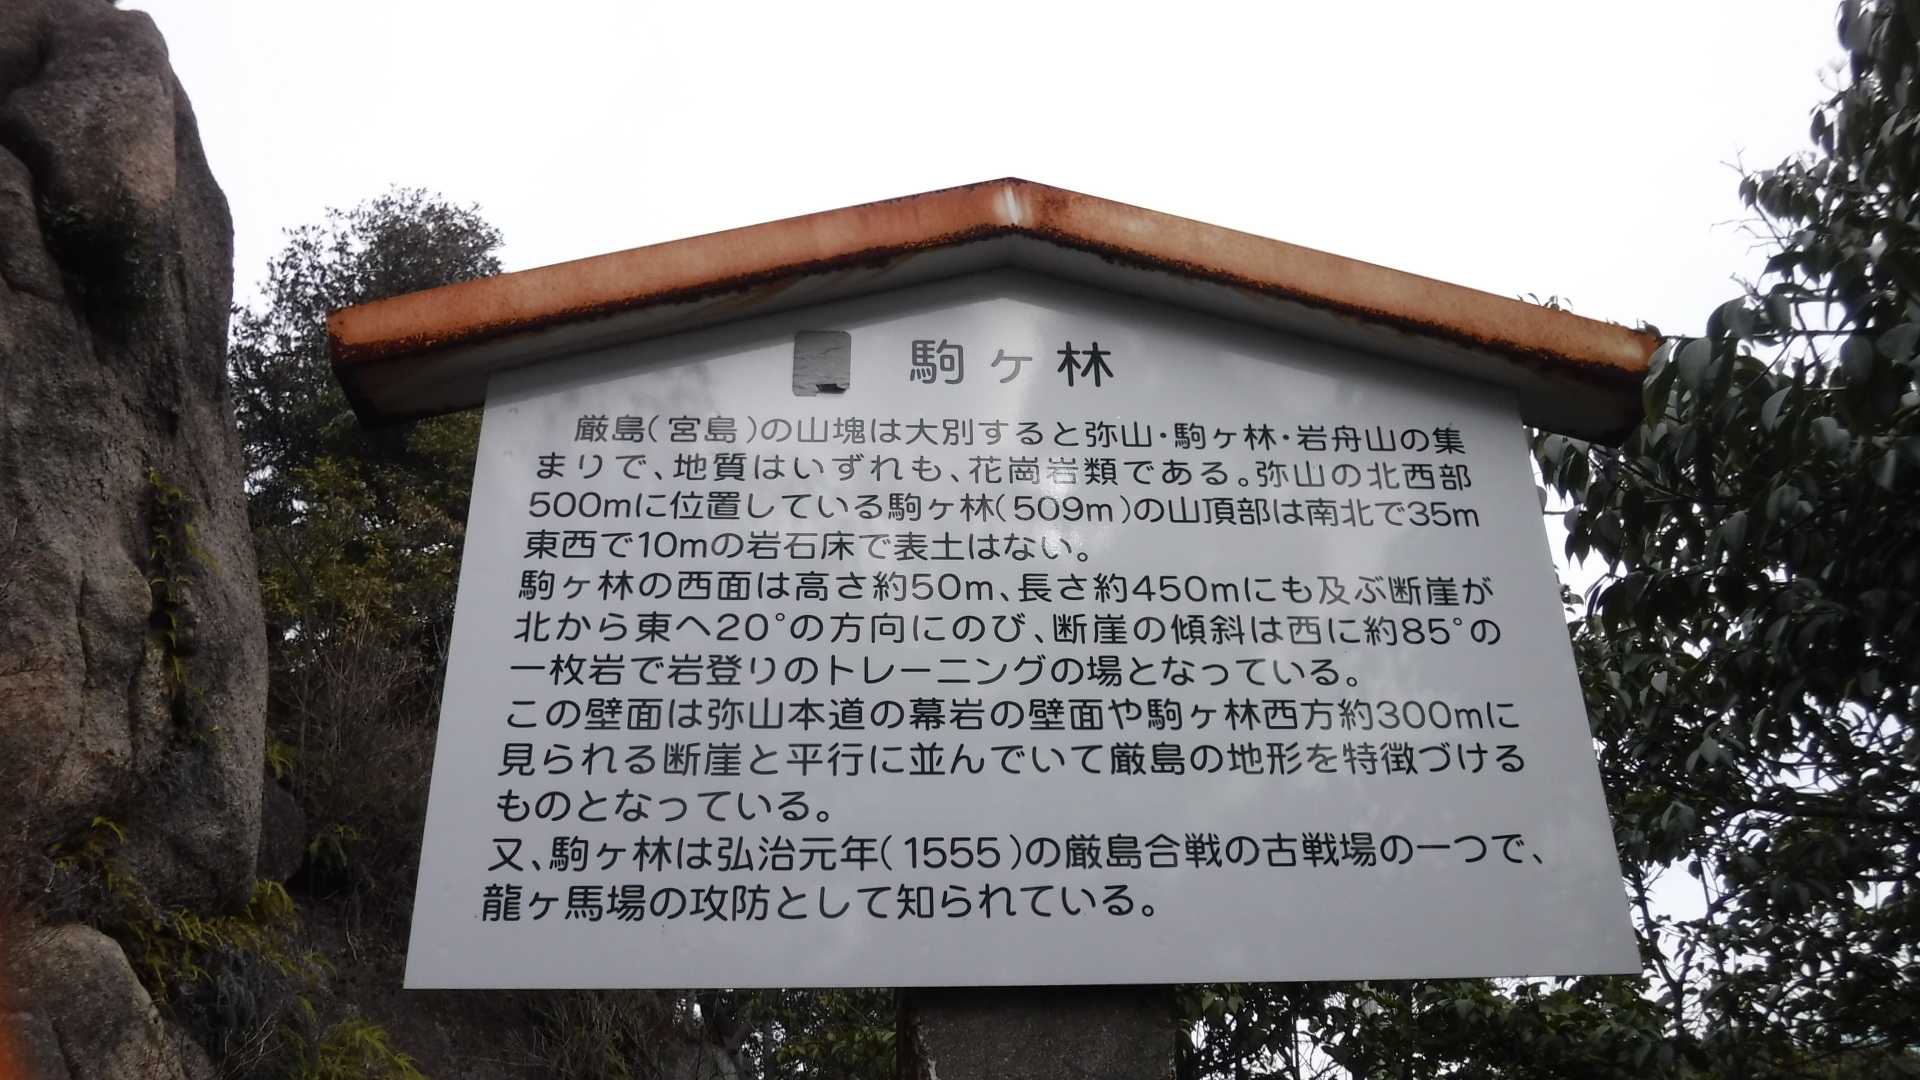 駒ヶ林
厳島(宮島)の山塊は大別すると弥山・駒ヶ林・岩舟山の集
まりで、地質はいずれも、花崗岩類である。弥山の北西部
500mに位置している駒ヶ林(509m)の山頂部は南北で35m
東西で10mの岩石床で表土はない。
駒ヶ林の西面は高さ約50m、長さ約450mにも及ぶ断崖が
北から東へ20°の方向にのび、断崖の傾斜は西に約85°の
一枚岩で岩登りのトレーニングの場となっている。
この壁面は弥山本道の幕岩の壁面や駒ヶ林西方約300mに
見られる断崖と平行に並んでいて厳島の地形を特徴づける
ものとなっている。
又、駒ヶ林は弘治元年(1555)の厳島合戦の古戦場の一つで、
龍ヶ馬場の攻防として知られている。